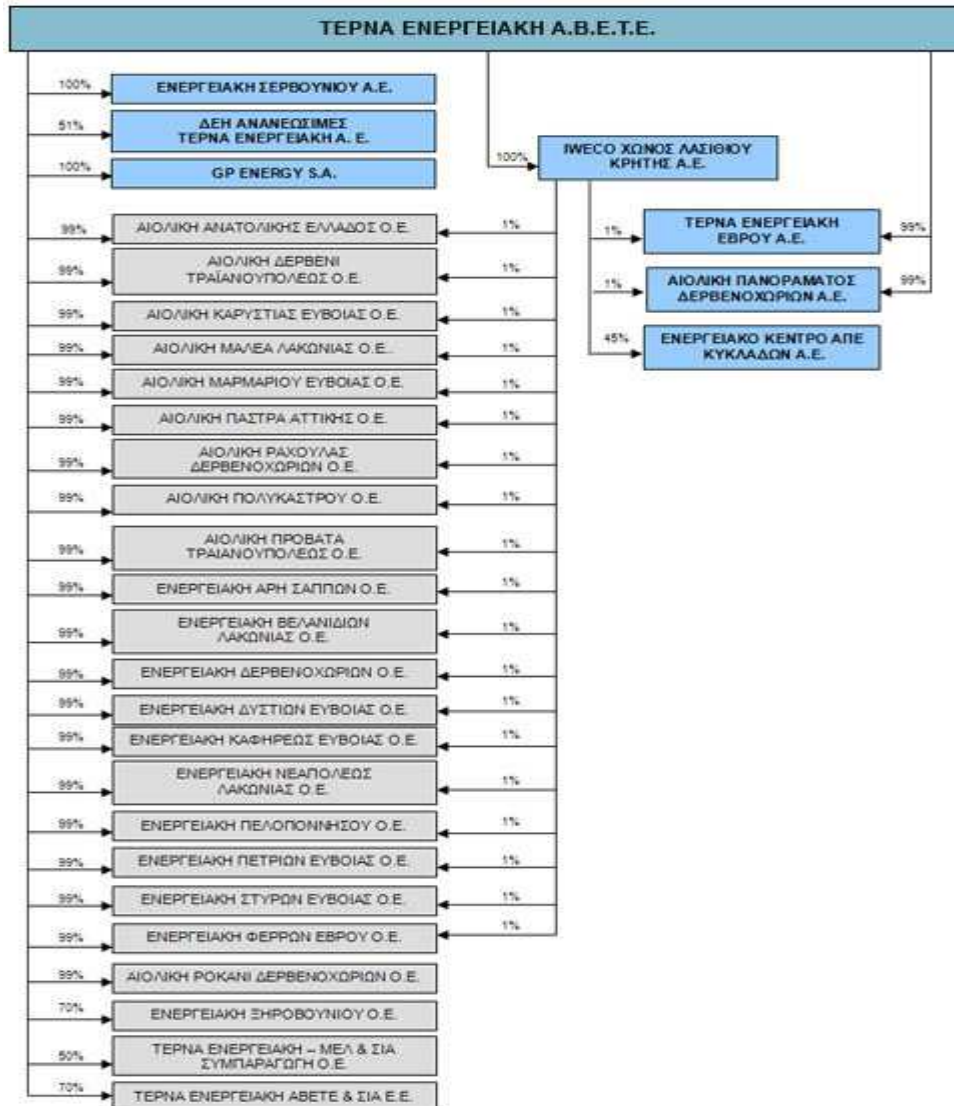 ΤΕΡΝΑ ΕΝΕΡΓΕΙΑΚΗ Α.Β.Ε.Τ.Ε.
100%
ΕΝΕΡΓΕΙΑΚΗ ΣΕΡΒΟΥΝΙΟΥ Α.Ε.
51%
ΔΕΗ ΑΝΑΝΕΩΣΙΜΕΣ
ΤΕΡΝΑ ΕΝΕΡΓΕΙΑΚΗ Α. Ε.
100%
GP ENERGY S.A.
100%
IWECO ΧΩΝΟΣ ΛΑΣΙΘΙΟΥ
ΚΡΗΤΗΣ Α.Ε.
1%
ΤΕΡΝΑ ΕΝΕΡΓΕΙΑΚΗ
ΕΒΡΟΥ Α.Ε.
99%
1%
ΑΙΟΛΙΚΗ ΠΑΝΟΡΑΜΑΤΟΣ
ΔΕΡΒΕΝΟΧΩΡΙΩΝ Α.Ε.
99%
45%
ΕΝΕΡΓΕΙΑΚΟ ΚΕΝΤΡΟ ΑΠΕ
ΚΥΚΛΑΔΩΝ Α.Ε.
99%
ΑΙΟΛΙΚΗ ΑΝΑΤΟΛΙΚΗΣ ΕΛΛΑΔΟΣ Ο.Ε.
1%
99%
ΑΙΟΛΙΚΗ ΔΕΡΒΕΝΙ
ΤΡΑΪΑΝΟΥΠΟΛΕΩΣ Ο.Ε.
1%
99%
ΑΙΟΛΙΚΗ ΚΑΡΥΣΤΙΑΣ ΕΥΒΟΙΑΣ Ο.Ε.
1%
99%
ΑΙΟΛΙΚΗ ΜΑΛΕΑ ΛΑΚΩΝΙΑΣ Ο.Ε..
1%
99%
ΑΙΟΛΙΚΗ ΜΑΡΜΑΡΙΟΥ ΕΥΒΟΙΑΣ Ο.Ε.
1%
99%
ΑΙΟΛΙΚΗ ΠΑΣΤΡΑ ΑΤΤΙΚΗΣ Ο.Ε.
1%
99%
ΑΙΟΛΙΚΗ ΡΑΧΟΥΛΑΣ
ΔΕΡΒΕΝΟΧΩΡΙΩΝ Ο.Ε.
1%
99%
ΑΙΟΛΙΚΗ ΠΟΛΥΚΑΣΤΡΟΥ Ο.Ε.
1%
99%
ΑΙΟΛΙΚΗ ΠΡΟΒΑΤΑ
ΤΡΑΙΑΝΟΥΠΟΛΕΩΣ Ο.Ε.
1%
99%
ΕΝΕΡΓΕΙΑΚΗ ΑΡΗ ΣΑΠΠΩΝ Ο.Ε.
1%
99%
ΕΝΕΡΓΕΙΑΚΗ ΒΕΛΑΝΙΔΙΩΝ
ΛΑΚΩΝΙΑΣ Ο.Ε.
1%
99%
ΕΝΕΡΓΕΙΑΚΗ ΔΕΡΒΕΝΟΧΩΡΙΩΝ Ο.Ε.
1%
99%
ΕΝΕΡΓΕΙΑΚΗ ΔΥΣΤΙΩΝ ΕΥΒΟΙΑΣ Ο.Ε.
1%
99%
ΕΝΕΡΓΕΙΑΚΗ ΚΑΦΗΡΕΩΣ ΕΥΒΟΙΑΣ Ο.Ε.
1%
99%
ΕΝΕΡΓΕΙΑΚΗ ΝΕΑΠΟΛΕΩΣ
ΛΑΚΩΝΙΑΣ Ο.Ε.
1%
99%
ΕΝΕΡΓΕΙΑΚΗ ΠΕΛΟΠΟΝΝΗΣΟΥ Ο.Ε.
1%
99%
ΕΝΕΡΓΕΙΑΚΗ ΠΕΤΡΙΩΝ ΕΥΒΟΙΑΣ Ο.Ε.
1%
99%
ΕΝΕΡΓΕΙΑΚΗ ΣΤΥΡΩΝ ΕΥΒΟΙΑΣ Ο.Ε.
1%
99%
ΕΝΕΡΓΕΙΑΚΗ ΦΕΡΡΩΝ ΕΒΡΟΥ Ο.Ε.
1%
99%
ΑΙΟΛΙΚΗ ΡΟΚΑΝΙ ΔΕΡΒΕΝΟΧΩΡΙΩΝ Ο.Ε.
70%
ΕΝΕΡΓΕΙΑΚΗ ΞΗΡΟΒΟΥΝΙΟΥ Ο.Ε.
50%
ΤΕΡΝΑ ΕΝΕΡΓΕΙΑΚΗ – ΜΕΛ & ΣΙΑ
ΣΥΜΠΑΡΑΓΩΓΗ Ο.Ε.
70%
ΤΕΡΝΑ ΕΝΕΡΓΕΙΑΚΗ ΑΒΕΤΕ & ΣΙΑ Ε.Ε.